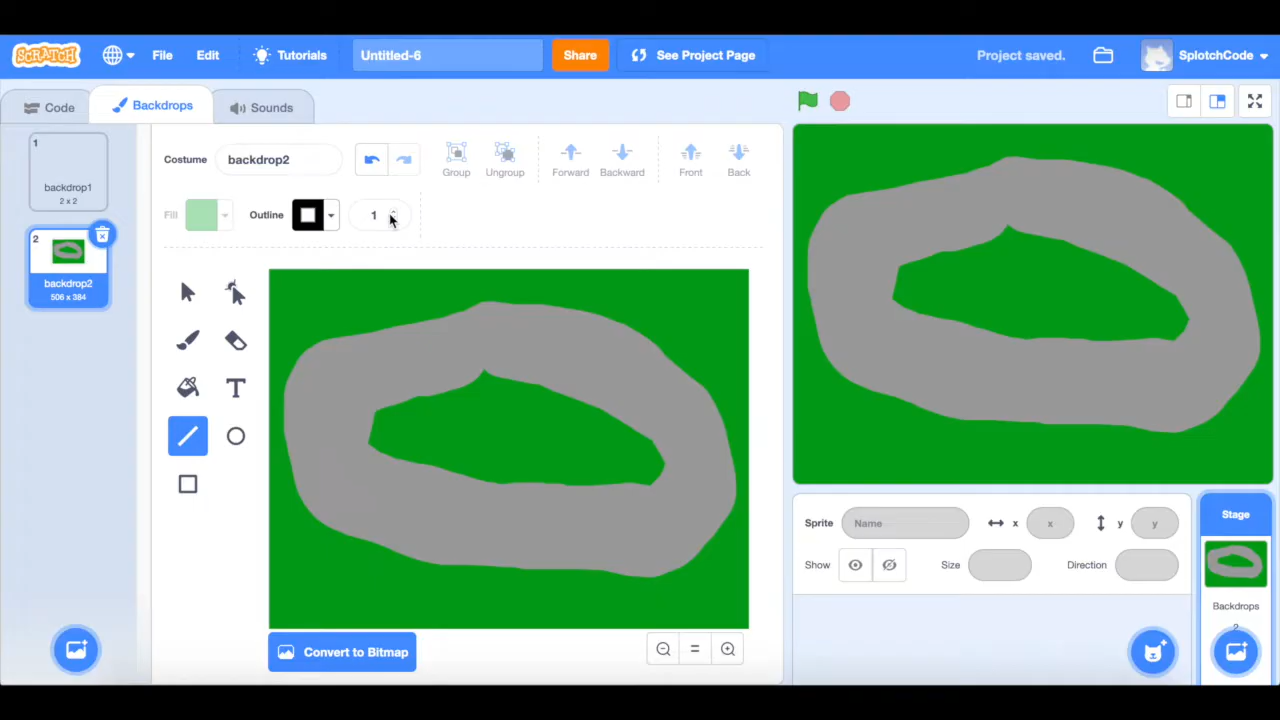 SCRATCH File Edit Tutorials Untitled-6 Share See Project Page Project saved. SplotchCode
Code Backdrops Sounds
1
backdrop1
2 x 2
2
backdrop2
506 x 384
Costume backdrop2 Group Ungroup Forward Backward Front Back
Fill Outline 1
Convert to Bitmap
Sprite Name x x y y
Show Size Direction
Stage
Backdrops
2